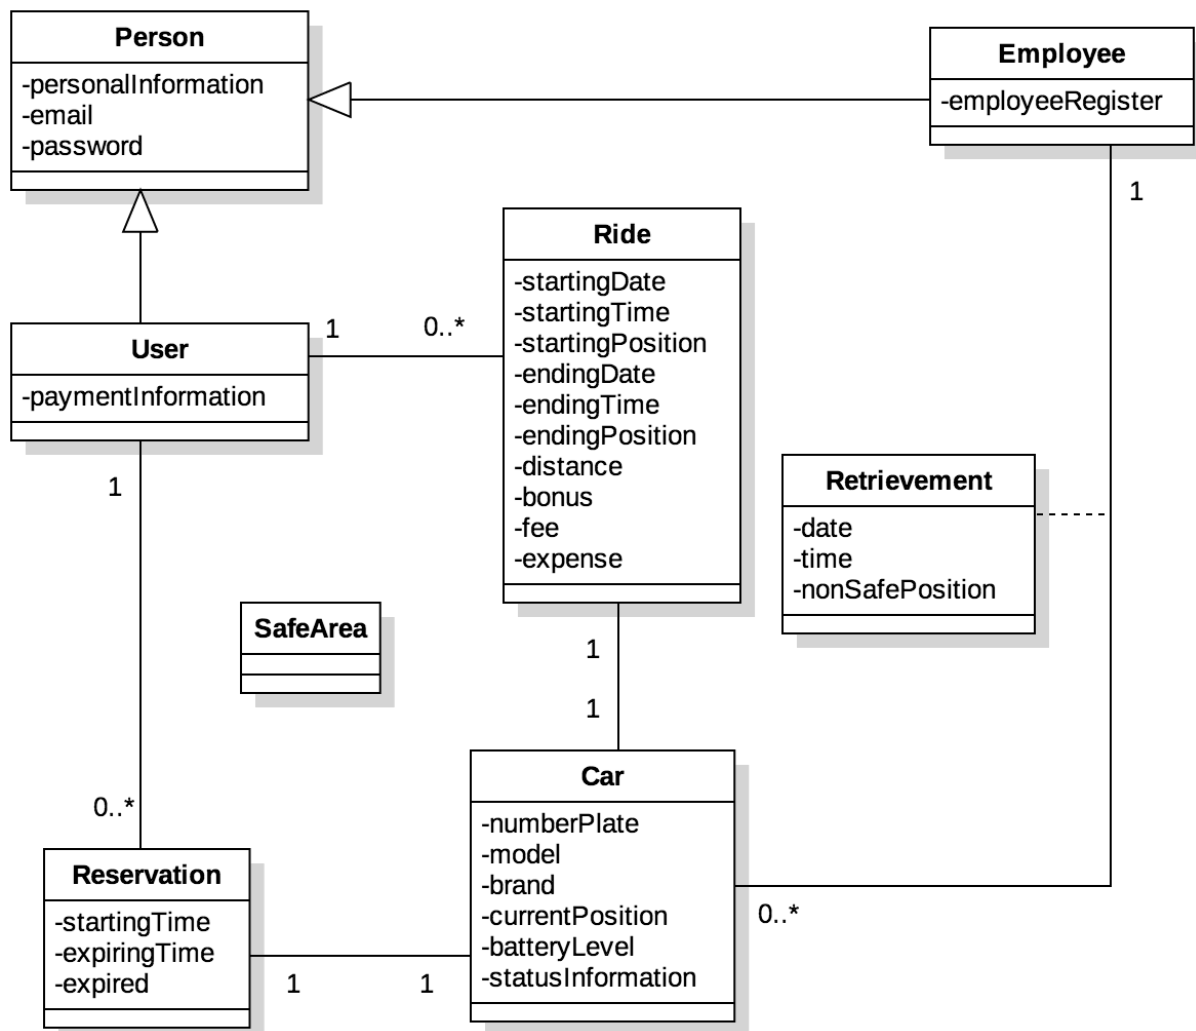 Person
-personalInformation
-email
-password
Employee
-employeeRegister
1
Ride
-startingDate
-startingTime
-startingPosition
-endingDate
-endingTime
-endingPosition
-distance
-bonus
-fee
-expense
1
0..*
User
-paymentInformation
1
Retrievement
-date
-time
-nonSafePosition
SafeArea
1
1
0..*
Car
-numberPlate
-model
-brand
-currentPosition
-batteryLevel
-statusInformation
0..*
Reservation
-startingTime
-expiringTime
-expired
1
1